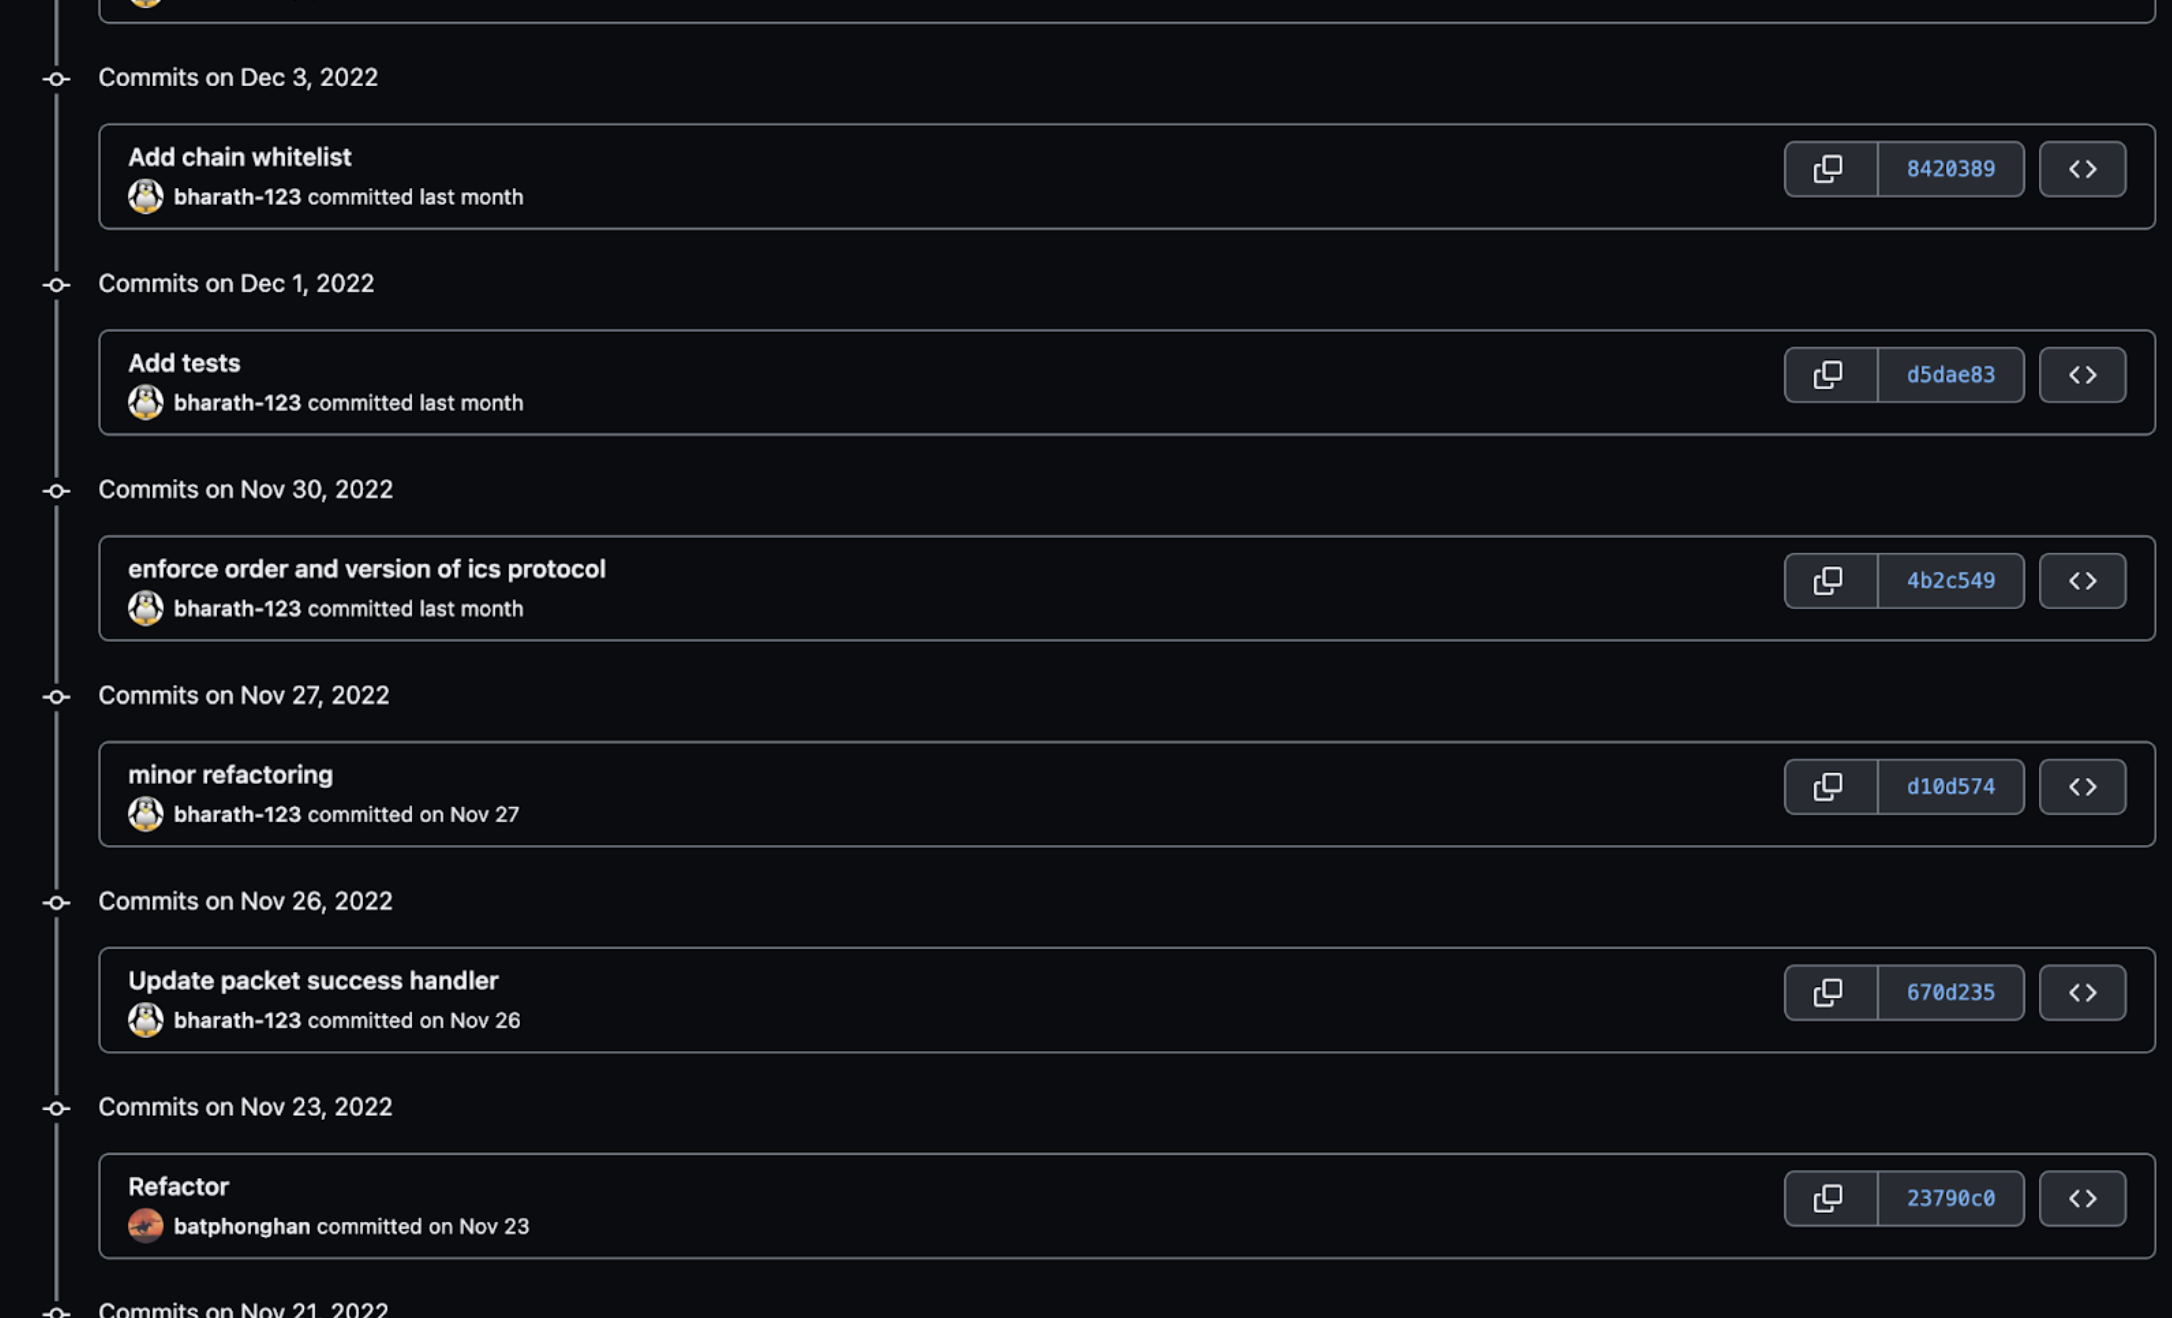 Commits on Dec 3, 2022
Add chain whitelist
bharath-123 committed last month
8420389
Commits on Dec 1, 2022
Add tests
bharath-123 committed last month
d5dae83
Commits on Nov 30, 2022
enforce order and version of ics protocol
bharath-123 committed last month
4b2c549
Commits on Nov 27, 2022
minor refactoring
bharath-123 committed on Nov 27
d10d574
Commits on Nov 26, 2022
Update packet success handler
bharath-123 committed on Nov 26
670d235
Commits on Nov 23, 2022
Refactor
batphonghan committed on Nov 23
23790c0
Commits on Nov 21, 2022